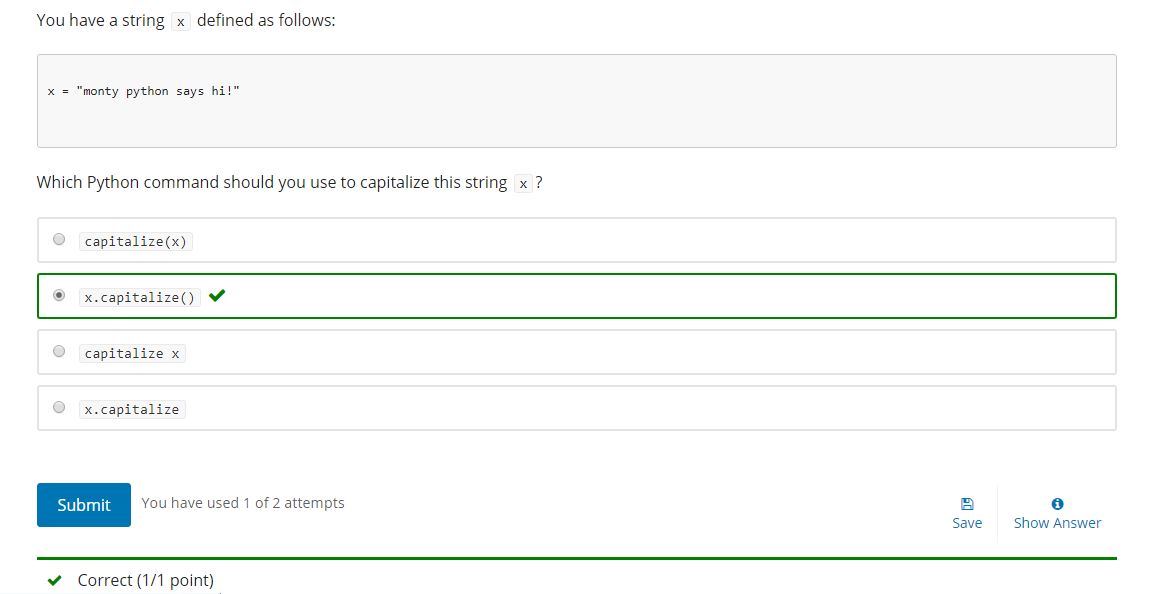 You have a string x defined as follows:
x = "monty python says hi!"
Which Python command should you use to capitalize this string x ?
capitalize(x)
x.capitalize()
capitalize x
x.capitalize
Submit You have used 1 of 2 attempts
Save Show Answer
Correct (1/1 point)